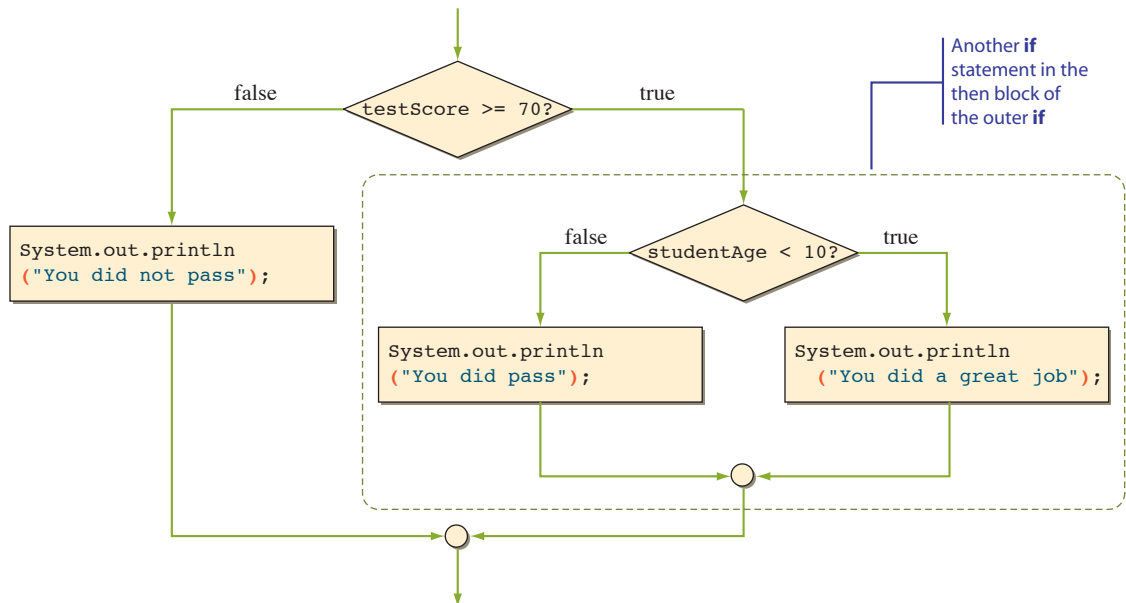 Another if
statement in the
then block of
the outer if
false
testScore >= 70?
true
System.out.println
("You did not pass");
false
studentAge < 10?
true
System.out.println
("You did pass");
System.out.println
("You did a great job");